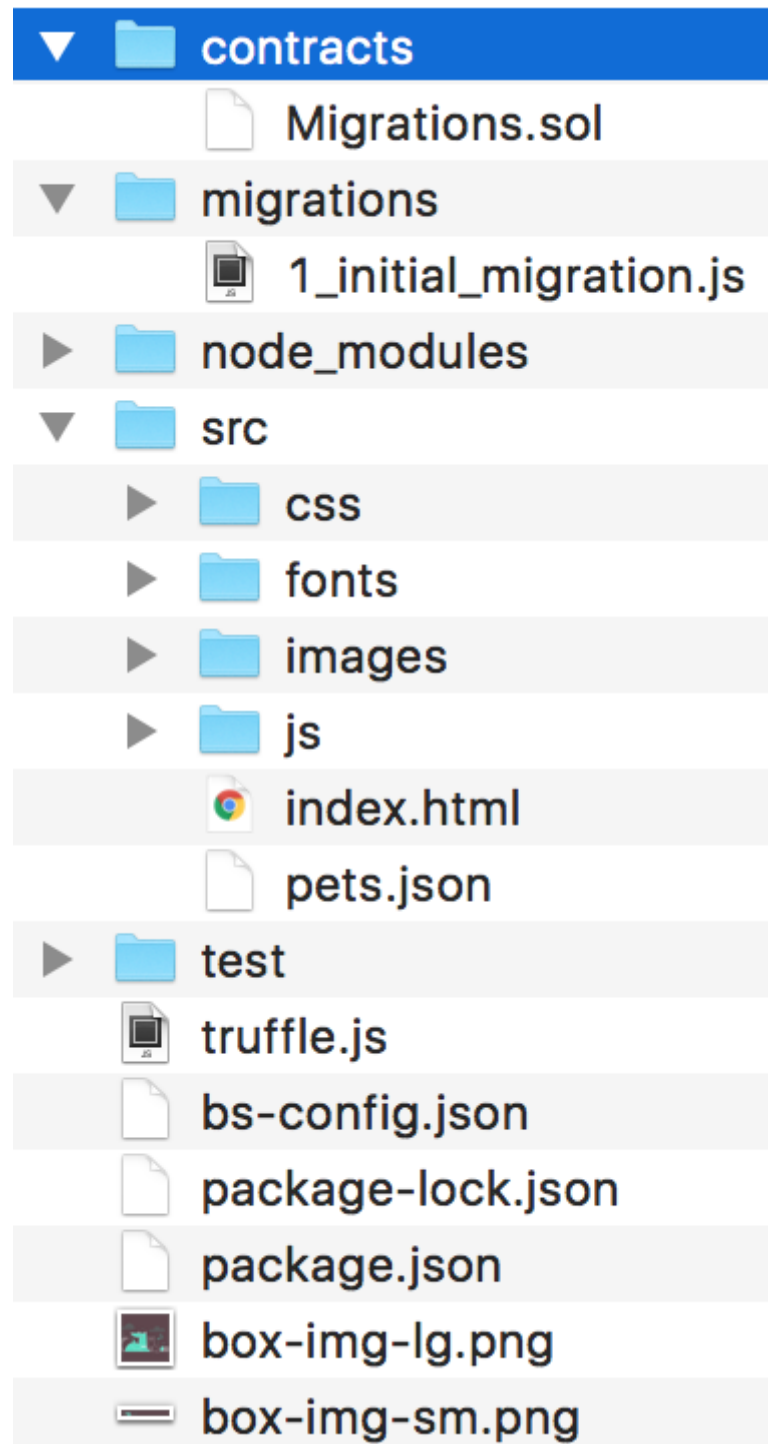 contracts
Migrations.sol
migrations
1_initial_migration.js
node_modules
src
css
fonts
images
js
index.html
pets.json
test
truffle.js
bs-config.json
package-lock.json
package.json
box-img-lg.png
box-img-sm.png